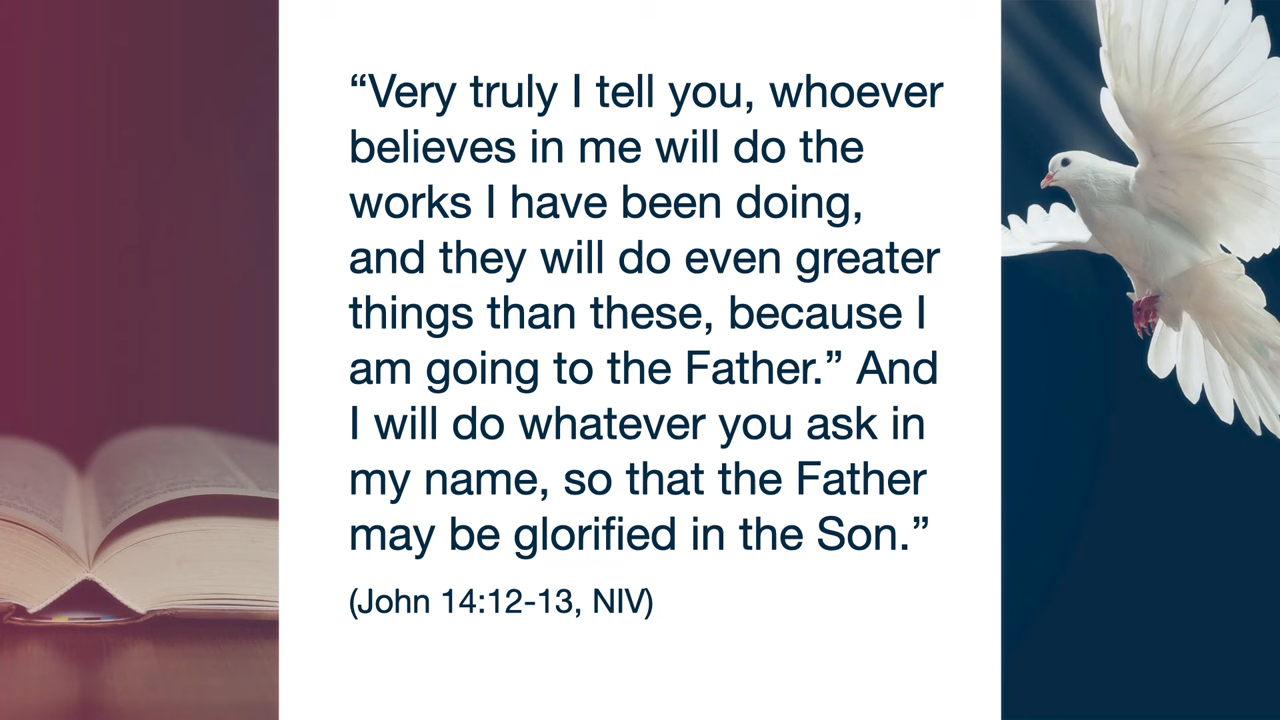 “Very truly I tell you, whoever
believes in me will do the
works I have been doing,
and they will do even greater
things than these, because I
am going to the Father.” And
I will do whatever you ask in
my name, so that the Father
may be glorified in the Son.”
(John 14:12-13, NIV)